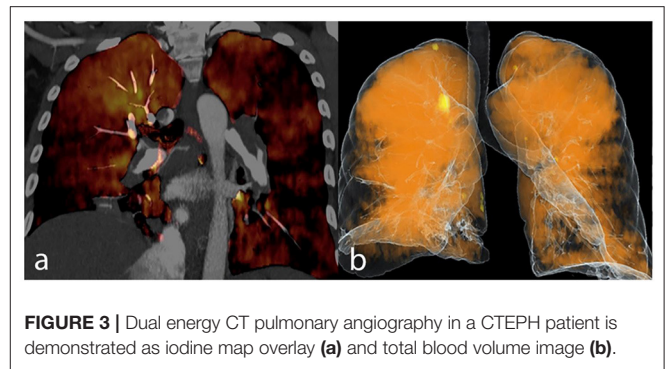 a
b
FIGURE 3 | Dual energy CT pulmonary angiography in a CTEPH patient is
demonstrated as iodine map overlay (a) and total blood volume image (b).